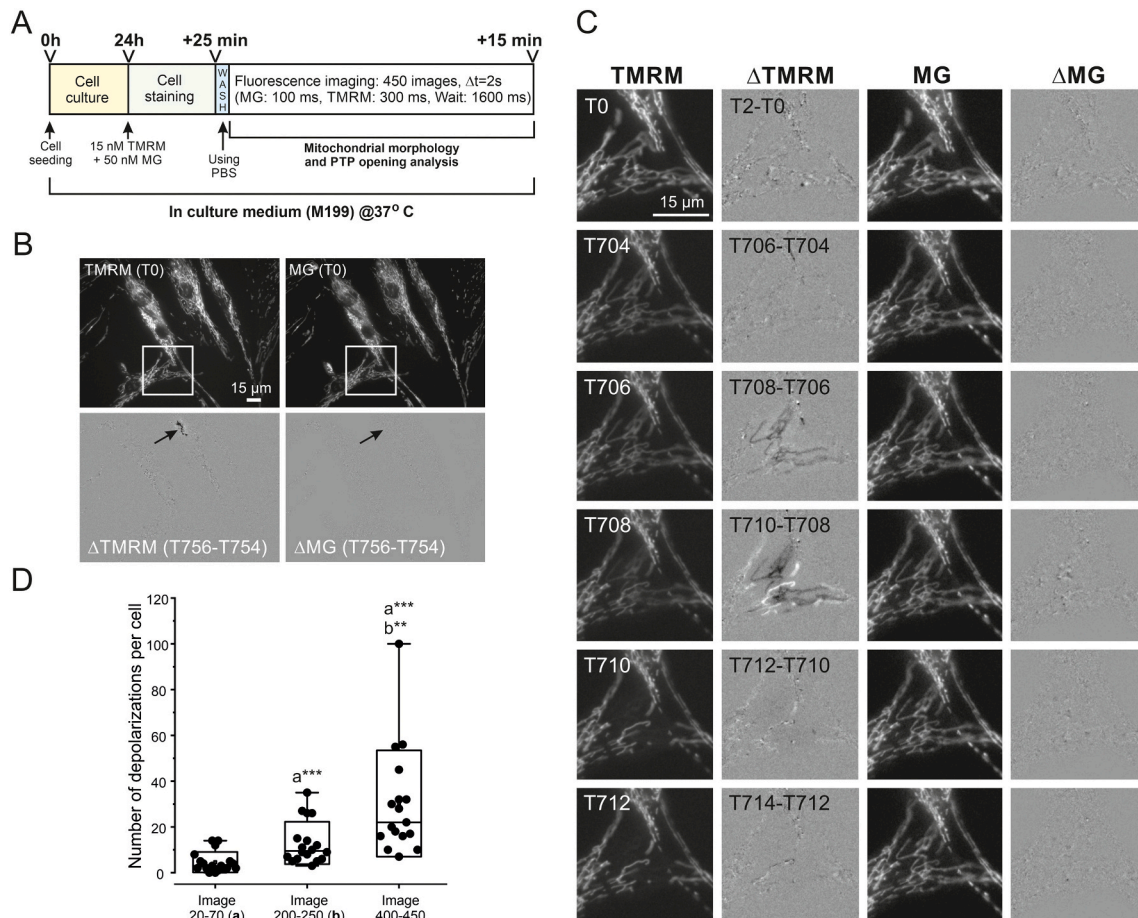 A
0h
24h
+25 min
+15 min
Cell
culture
Cell
staining
W
A
S
H
Fluorescence imaging: 450 images, Δt=2s
(MG: 100 ms, TMRM: 300 ms, Wait: 1600 ms)
Cell
seeding
15 nM TMRM
+ 50 nM MG
Using
PBS
Mitochondrial morphology
and PTP opening analysis
In culture medium (M199) @37° C
B
TMRM (T0)
MG (T0)
15 µm
ΔTMRM (T756-T754)
ΔMG (T756-T754)
C
TMRM
ΔTMRM
MG
ΔMG
T0
T2-T0
15 µm
T704
T706-T704
T706
T708-T706
T708
T710-T708
T710
T712-T710
T712
T714-T712
D
Number of depolarizations per cell
120
100
80
60
40
20
0
a***
a***
b**
Image
20-70 (a)
Image
200-250 (b)
Image
400-450